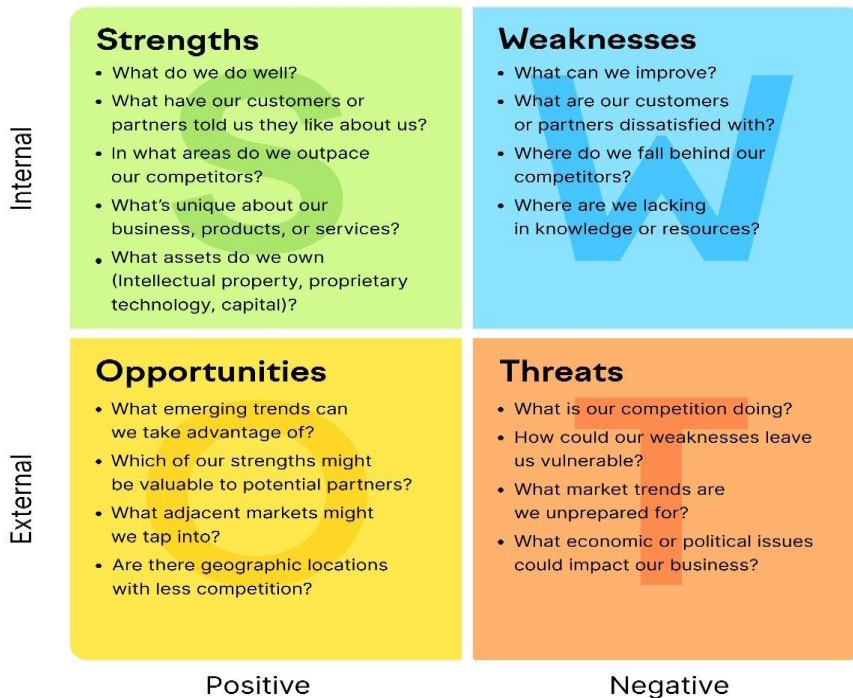 Internal
Strengths
• What do we do well?
• What have our customers or
partners told us they like about us?
• In what areas do we outpace
our competitors?
• What's unique about our
business, products, or services?
• What assets do we own
(Intellectual property, proprietary
technology, capital)?
S
Weaknesses
• What can we improve?
• What are our customers
or partners dissatisfied with?
• Where do we fall behind our
competitors?
• Where are we lacking
in knowledge or resources?
W
External
Opportunities
• What emerging trends can
we take advantage of?
• Which of our strengths might
be valuable to potential partners?
• What adjacent markets might
we tap into?
• Are there geographic locations
with less competition?
O
Threats
• What is our competition doing?
• How could our weaknesses leave
us vulnerable?
• What market trends are
we unprepared for?
• What economic or political issues
could impact our business?
T
Positive
Negative